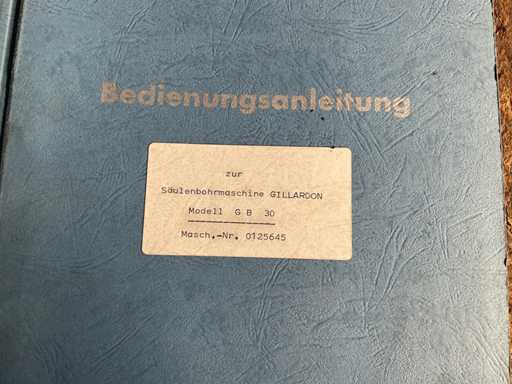 Bedienungsanleitung
zur
Säulenbohrmaschine GILLARDON
Modell G B 30
Masch.-Nr. 0125645